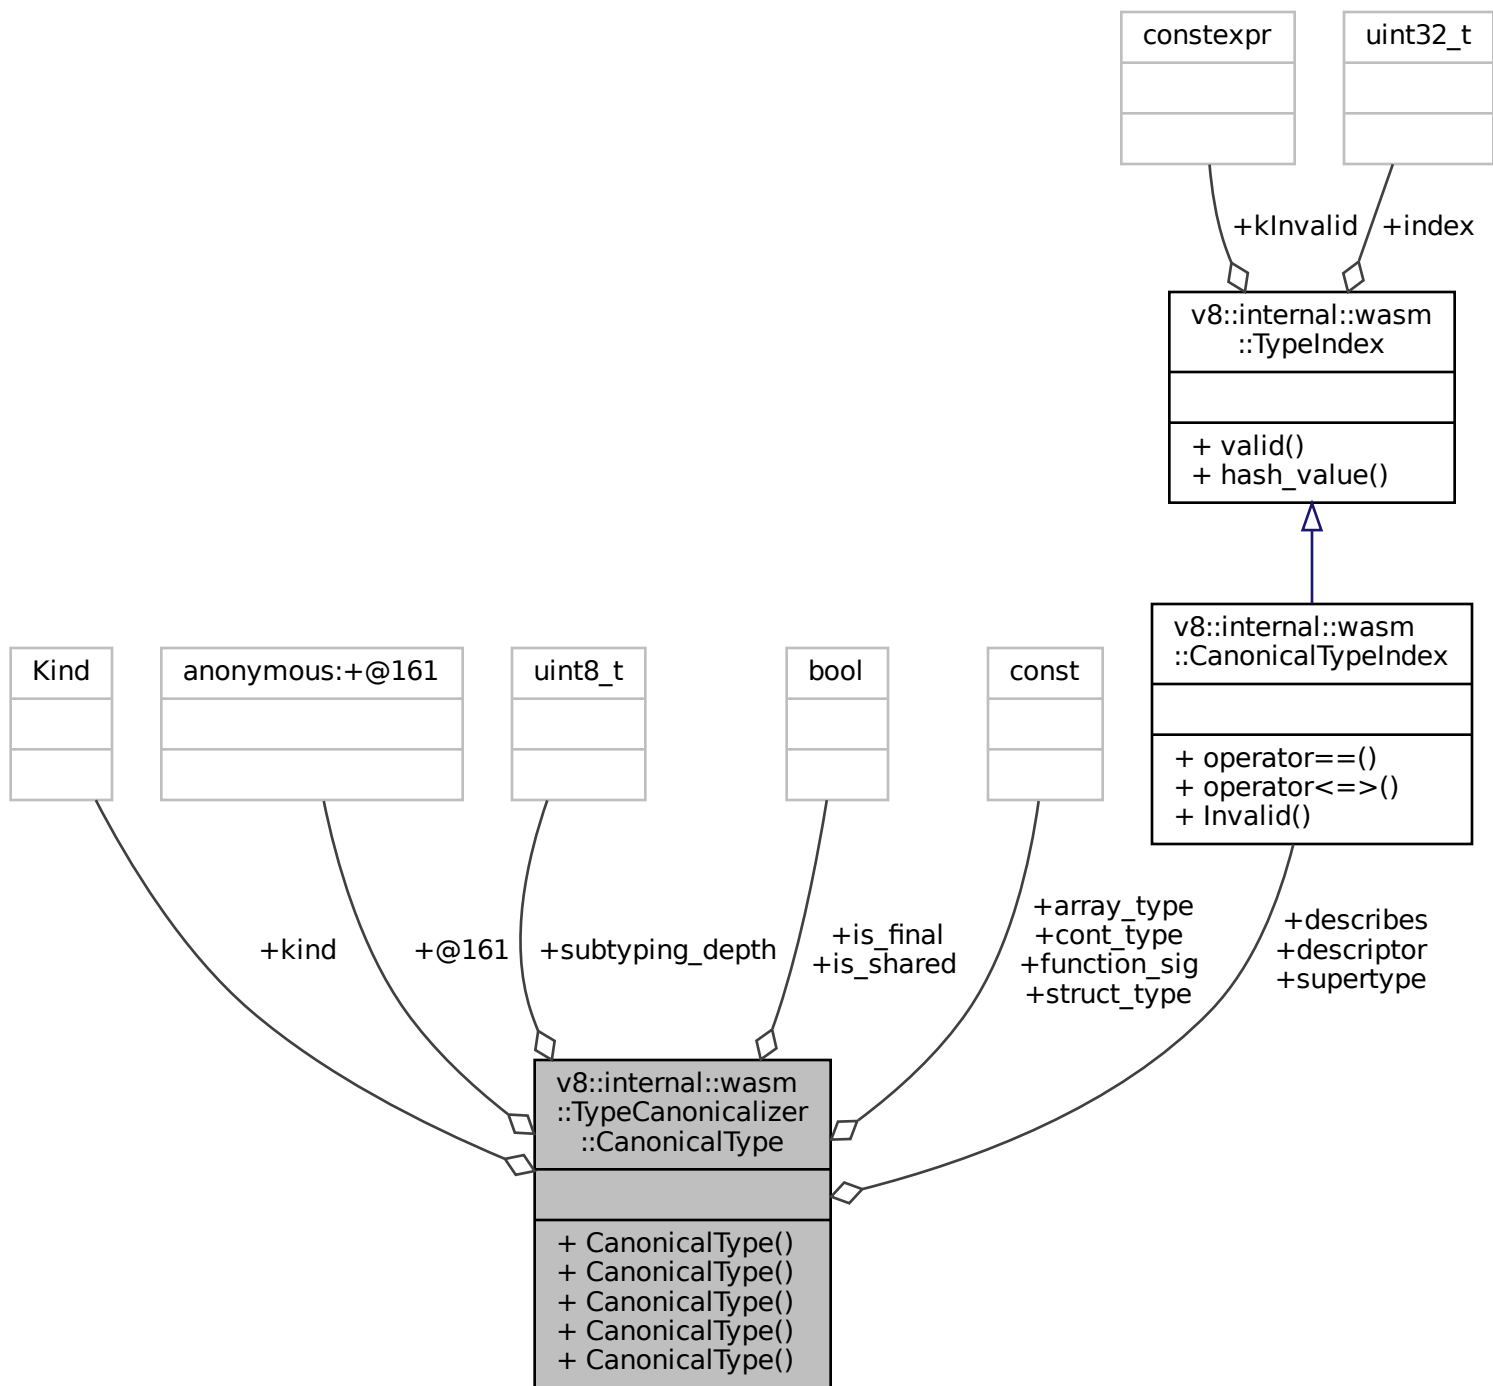 constexpr
uint32_t
+kInvalid
+index
v8::internal::wasm
::TypeIndex
+ valid()
+ hash_value()
v8::internal::wasm
::CanonicalTypeIndex
+ operator==()
+ operator<=>()
+ Invalid()
Kind
anonymous:+@161
uint8_t
bool
const
+kind
+@161
+subtyping_depth
+is_final
+is_shared
+array_type
+cont_type
+function_sig
+struct_type
+describes
+descriptor
+supertype
v8::internal::wasm
::TypeCanonicalizer
::CanonicalType
+ CanonicalType()
+ CanonicalType()
+ CanonicalType()
+ CanonicalType()
+ CanonicalType()